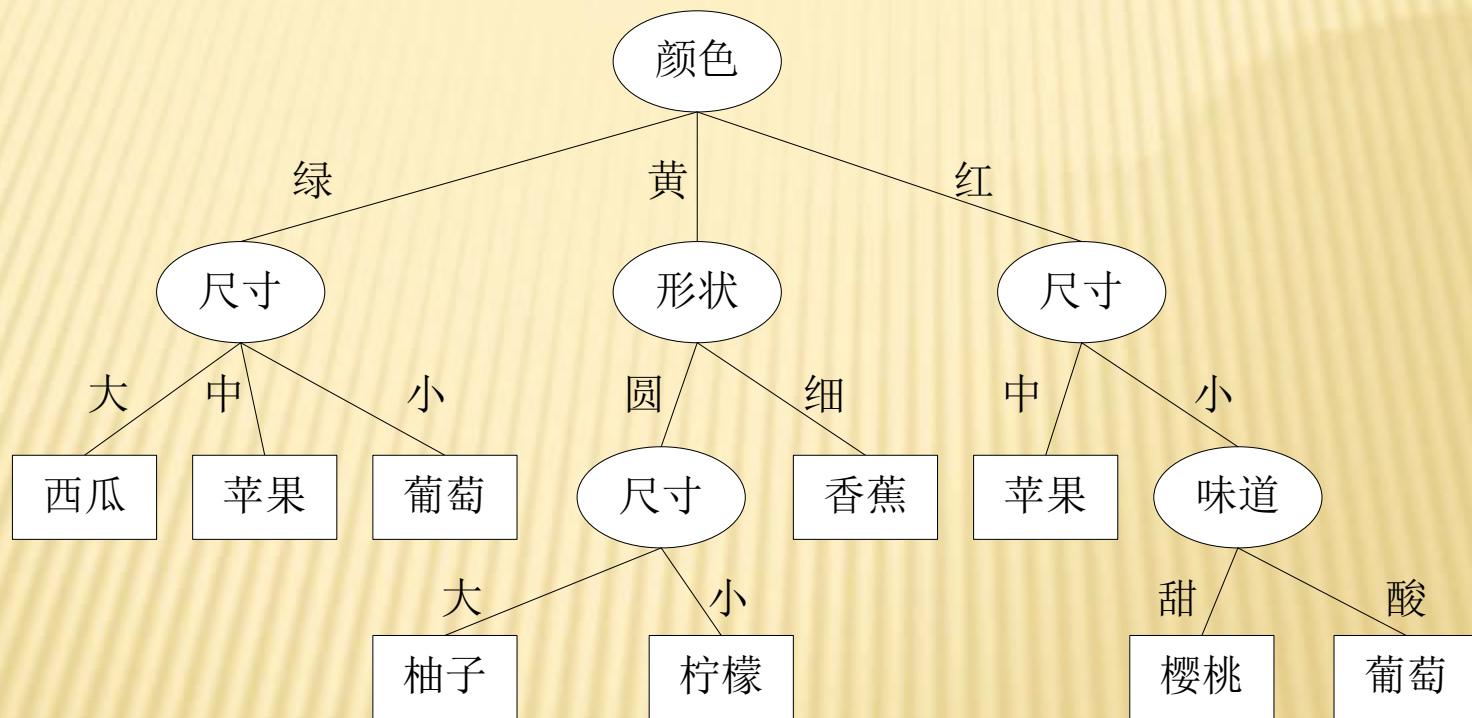 颜色
绿 黄 红
尺寸 形状 尺寸
大 中 小 圆 细 中 小
西瓜 苹果 葡萄 尺寸 香蕉 苹果 味道
大 小 甜 酸
柚子 柠檬 樱桃 葡萄